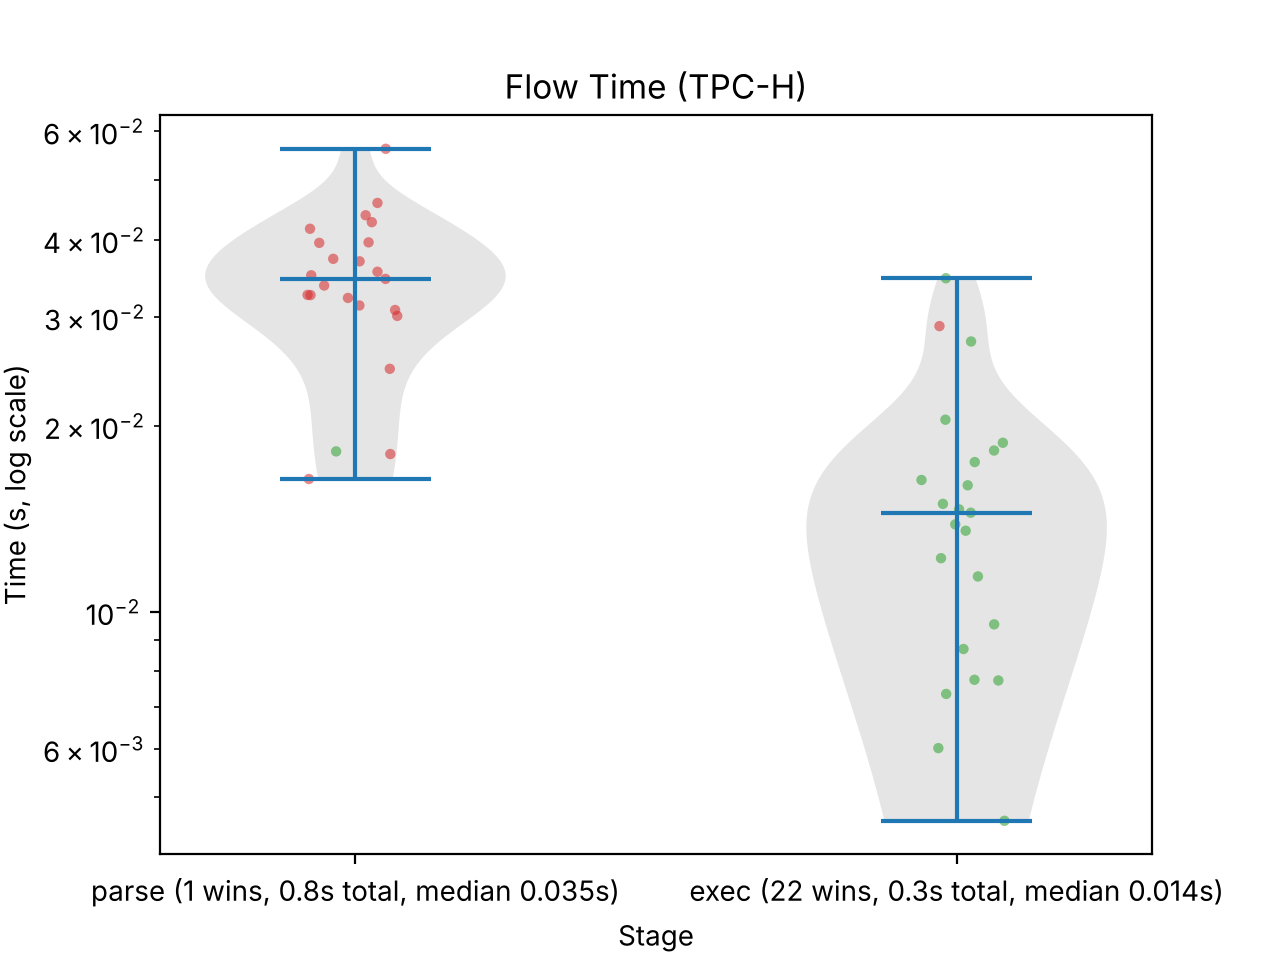 Flow Time (TPC-H)
6 × 10⁻²
4 × 10⁻²
3 × 10⁻²
2 × 10⁻²
10⁻²
6 × 10⁻³
Time (s, log scale)
parse (1 wins, 0.8s total, median 0.035s)
exec (22 wins, 0.3s total, median 0.014s)
Stage